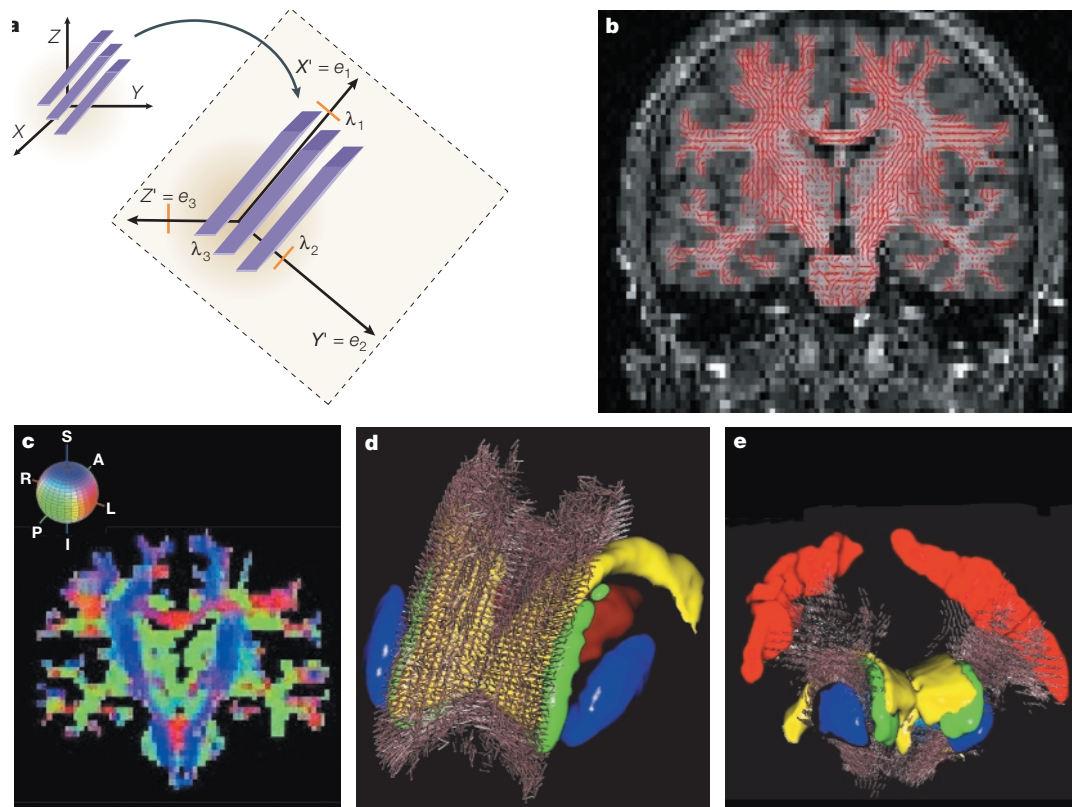 a
Z
Y
X
X' = e1
λ1
Z' = e3
λ3
λ2
Y' = e2
b
c
S
A
R
L
P
I
d
e